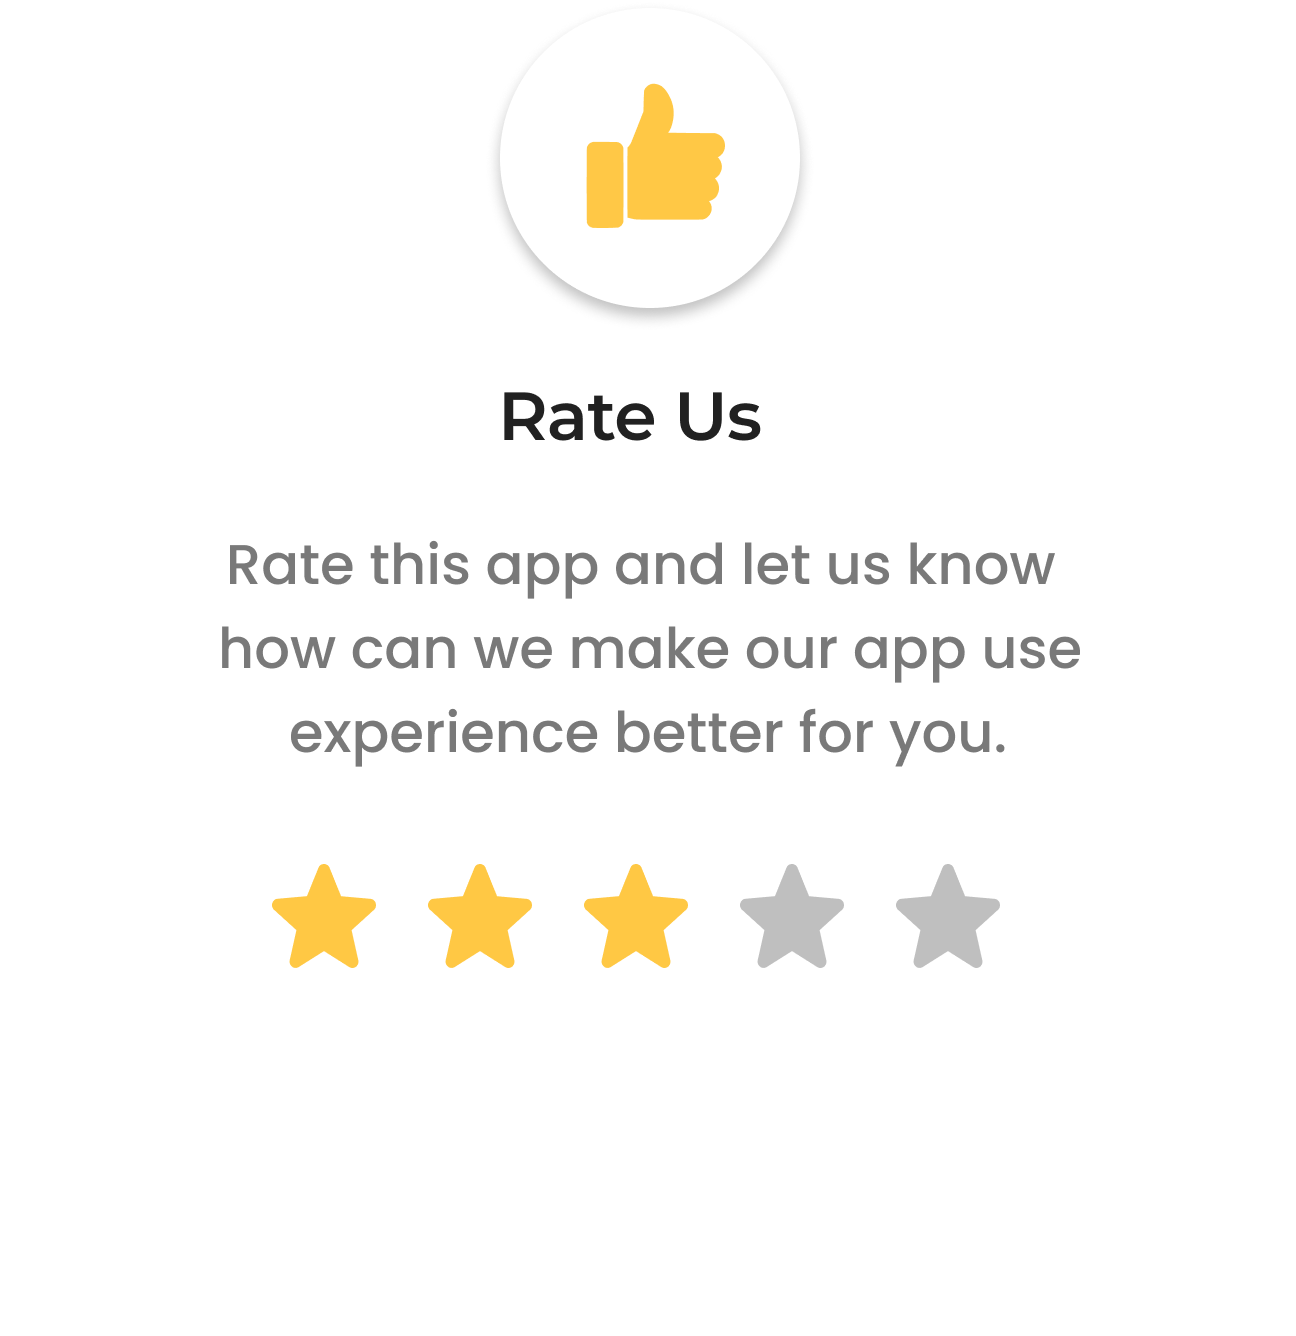 Rate Us
Rate this app and let us know
how can we make our app use
experience better for you.